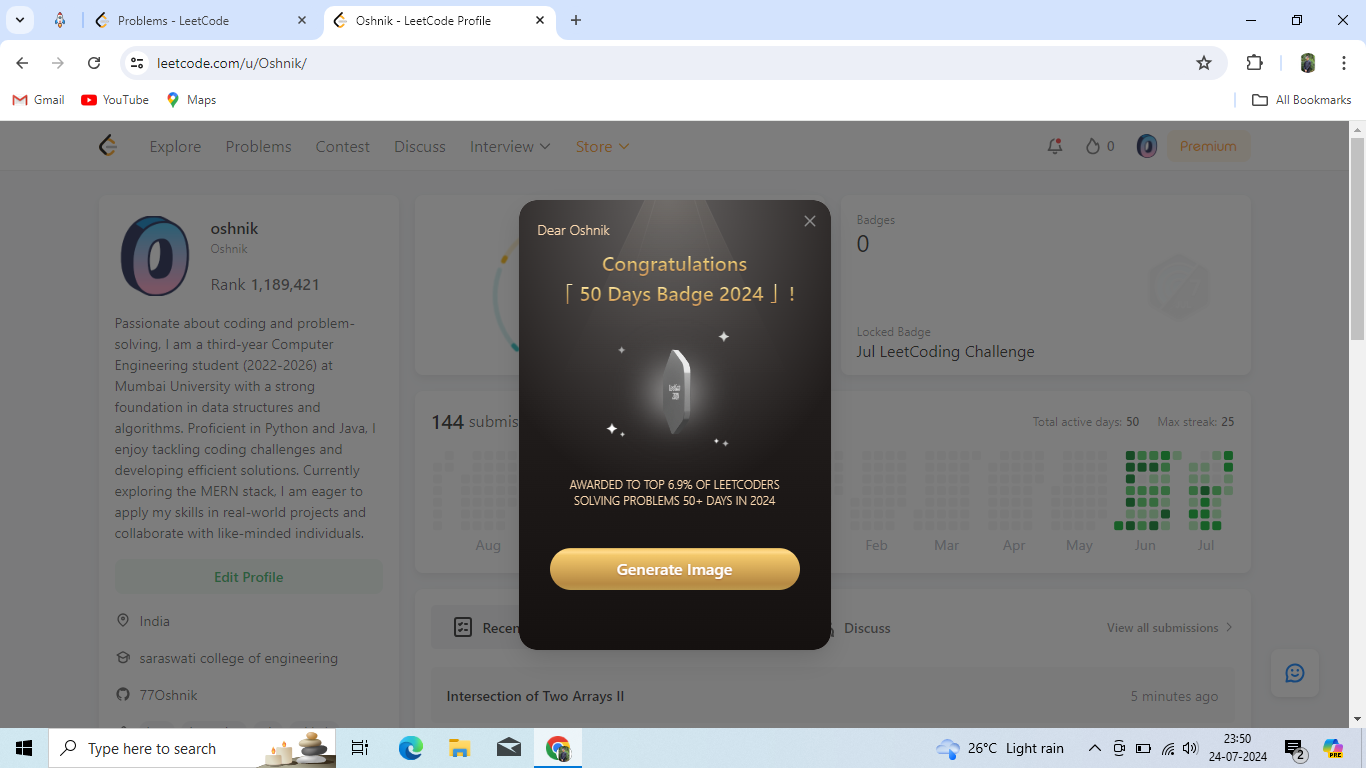 Problems - LeetCode
Oshnik - LeetCode Profile
leetcode.com/u/Oshnik/
Gmail YouTube Maps All Bookmarks
Explore Problems Contest Discuss Interview Store 0 Premium
oshnik
Oshnik
Rank 1,189,421
Passionate about coding and problem-
solving, I am a third-year Computer
Engineering student (2022-2026) at
Mumbai University with a strong
foundation in data structures and
algorithms. Proficient in Python and Java, I
enjoy tackling coding challenges and
developing efficient solutions. Currently
exploring the MERN stack, I am eager to
apply my skills in real-world projects and
collaborate with like-minded individuals.
Edit Profile
India
saraswati college of engineering
77Oshnik
Dear Oshnik
Congratulations
「 50 Days Badge 2024 」 !
AWARDED TO TOP 6.9% OF LEETCODERS
SOLVING PROBLEMS 50+ DAYS IN 2024
Generate Image
Badges
0
Locked Badge
Jul LeetCoding Challenge
144 submiss
Total active days: 50 Max streak: 25
Aug Feb Mar Apr May Jun Jul
Recen
Discuss
View all submissions
Intersection of Two Arrays II 5 minutes ago
Type here to search
26°C Light rain
23:50
24-07-2024
2
PRE